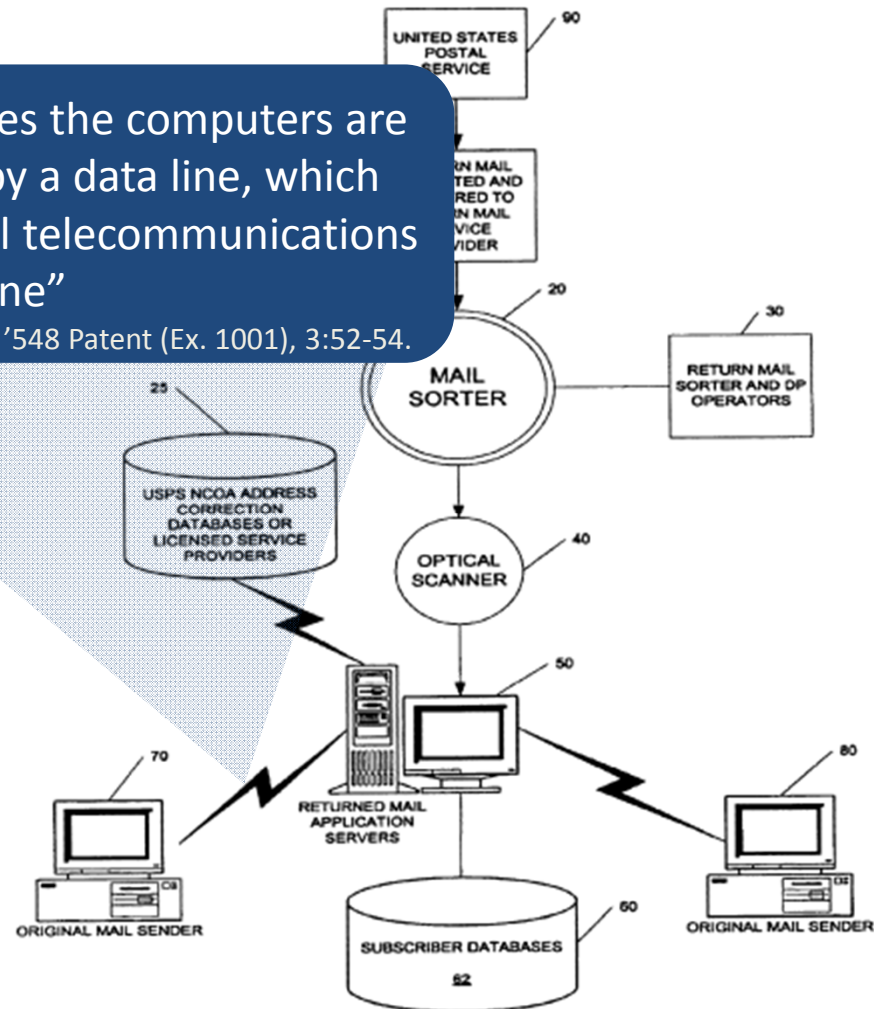 90
UNITED STATES
POSTAL
SERVICE
es the computers are
by a data line, which
l telecommunications
ne”
’548 Patent (Ex. 1001), 3:52-54.
RN MAIL
TED AND
RED TO
RN MAIL
VICE
VIDER
20
MAIL
SORTER
30
RETURN MAIL
SORTER AND DP
OPERATORS
25
USPS NCOA ADDRESS
CORRECTION
DATABASES OR
LICENSED SERVICE
PROVIDERS
40
OPTICAL
SCANNER
50
RETURNED MAIL
APPLICATION
SERVERS
70
ORIGINAL MAIL SENDER
80
ORIGINAL MAIL SENDER
60
SUBSCRIBER DATABASES
62